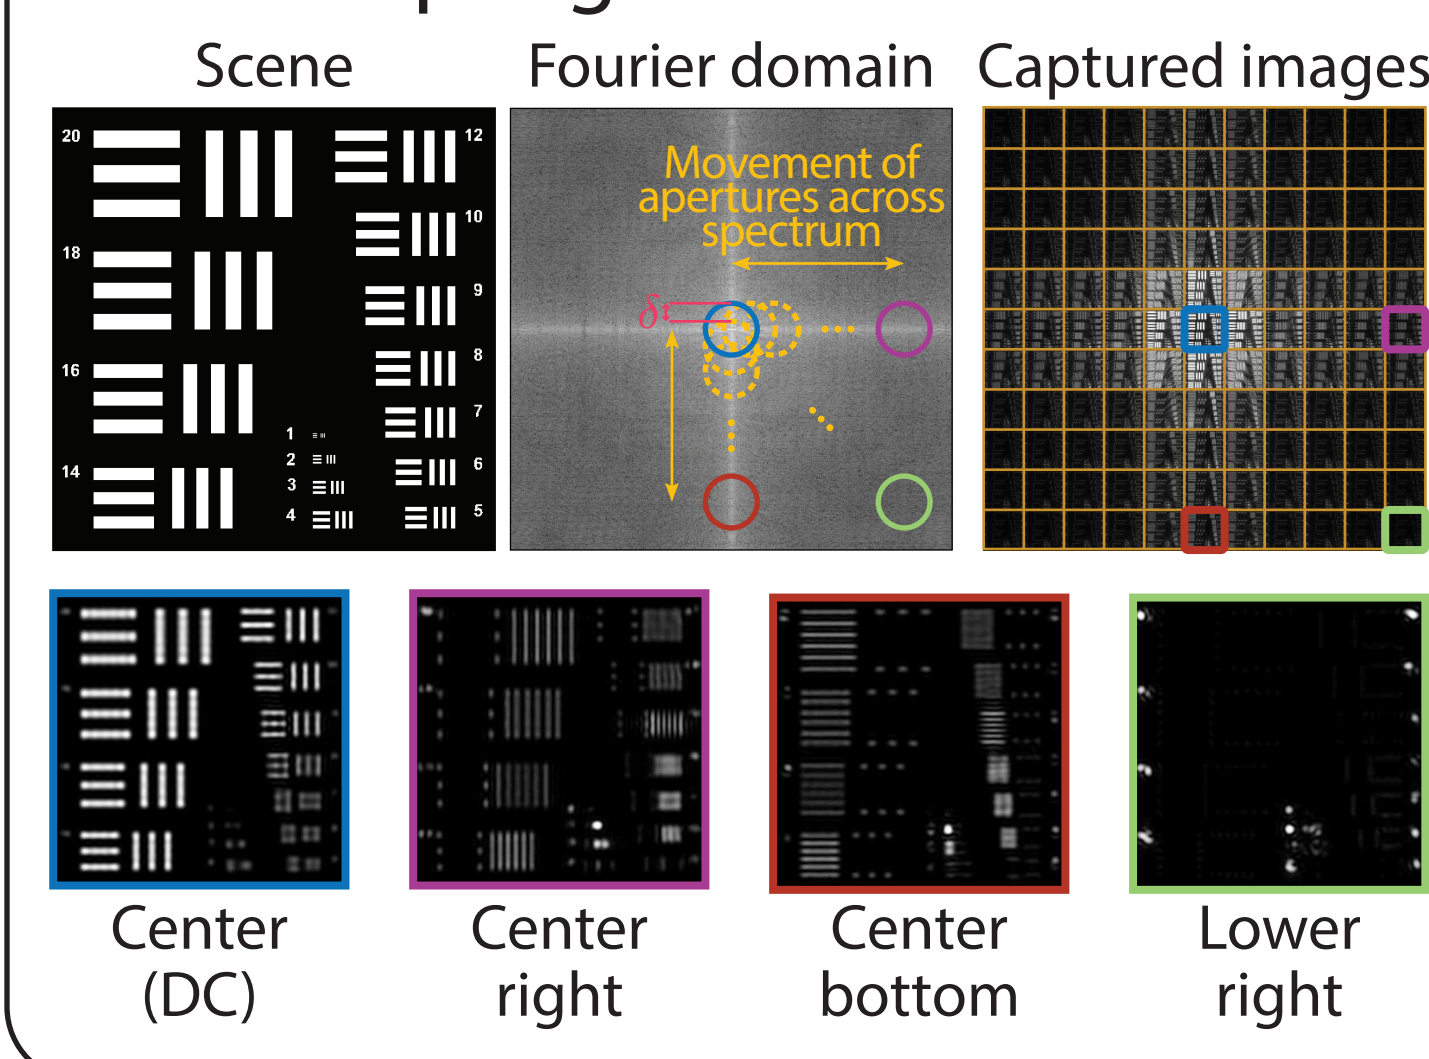 Scene
Fourier domain
Captured images
20
12
10
18
9
8
16
7
1
2
6
3
14
4
5
Movement of
apertures across
spectrum
δ
Center
(DC)
Center
right
Center
bottom
Lower
right